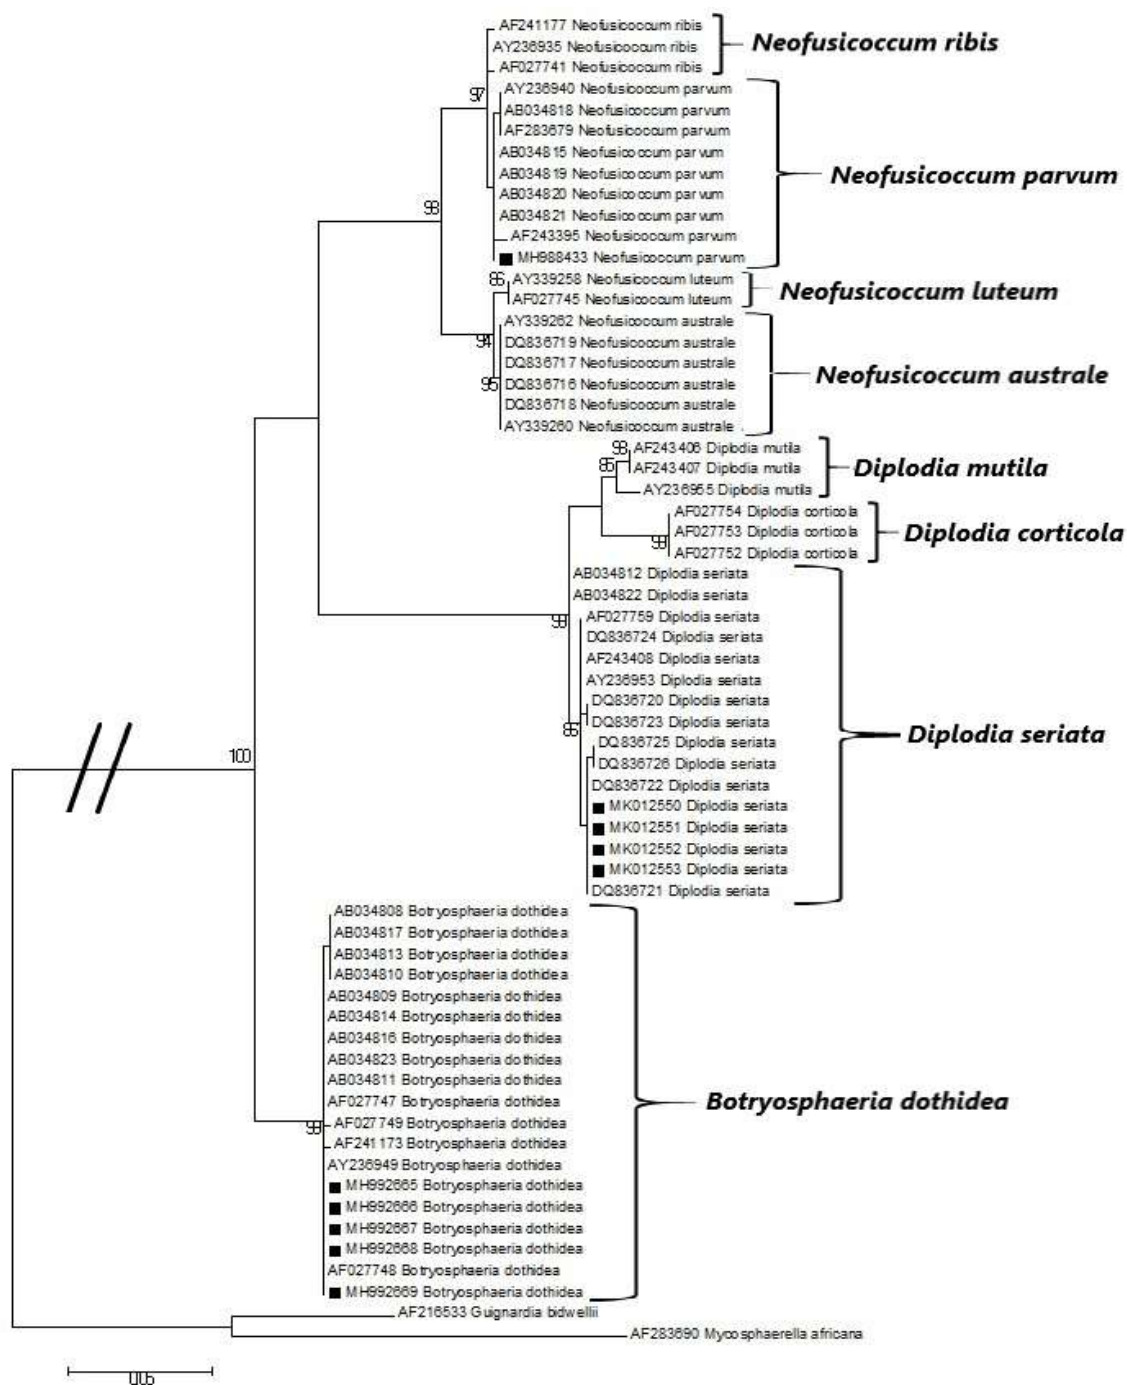 AF241177 Neofusicoccum ribis
AY236935 Neofusicoccum ribis
AF027741 Neofusicoccum ribis
Neofusicoccum ribis
97
AY236940 Neofusicoccum parvum
AB034818 Neofusicoccum parvum
AF283679 Neofusicoccum parvum
AB034815 Neofusicoccum parvum
AB034819 Neofusicoccum parvum
AB034820 Neofusicoccum parvum
AB034821 Neofusicoccum parvum
AF243395 Neofusicoccum parvum
MH988433 Neofusicoccum parvum
Neofusicoccum parvum
86
AY339258 Neofusicoccum luteum
AF027745 Neofusicoccum luteum
Neofusicoccum luteum
94
AY339262 Neofusicoccum australe
DQ836719 Neofusicoccum australe
DQ836717 Neofusicoccum australe
DQ836716 Neofusicoccum australe
DQ836718 Neofusicoccum australe
AY339260 Neofusicoccum australe
Neofusicoccum australe
95
AF243406 Diplodia mutila
AF243407 Diplodia mutila
AY236955 Diplodia mutila
Diplodia mutila
AF027754 Diplodia corticola
AF027753 Diplodia corticola
AF027752 Diplodia corticola
Diplodia corticola
AB034812 Diplodia seriata
AB034822 Diplodia seriata
AF027759 Diplodia seriata
DQ836724 Diplodia seriata
AF243408 Diplodia seriata
AY236953 Diplodia seriata
DQ836720 Diplodia seriata
DQ836723 Diplodia seriata
DQ836725 Diplodia seriata
DQ836726 Diplodia seriata
DQ836722 Diplodia seriata
MK012550 Diplodia seriata
MK012551 Diplodia seriata
MK012552 Diplodia seriata
MK012553 Diplodia seriata
DQ836721 Diplodia seriata
Diplodia seriata
100
AB034808 Botryosphaeria dothidea
AB034817 Botryosphaeria dothidea
AB034813 Botryosphaeria dothidea
AB034810 Botryosphaeria dothidea
AB034809 Botryosphaeria dothidea
AB034814 Botryosphaeria dothidea
AB034816 Botryosphaeria dothidea
AB034823 Botryosphaeria dothidea
AB034811 Botryosphaeria dothidea
AF027747 Botryosphaeria dothidea
AF027749 Botryosphaeria dothidea
AF241173 Botryosphaeria dothidea
AY236949 Botryosphaeria dothidea
MH992665 Botryosphaeria dothidea
MH992666 Botryosphaeria dothidea
MH992667 Botryosphaeria dothidea
MH992668 Botryosphaeria dothidea
AF027748 Botryosphaeria dothidea
MH992669 Botryosphaeria dothidea
Botryosphaeria dothidea
AF216533 Guignardia bidwellii
AF283690 Mycosphaerella africana
0.05